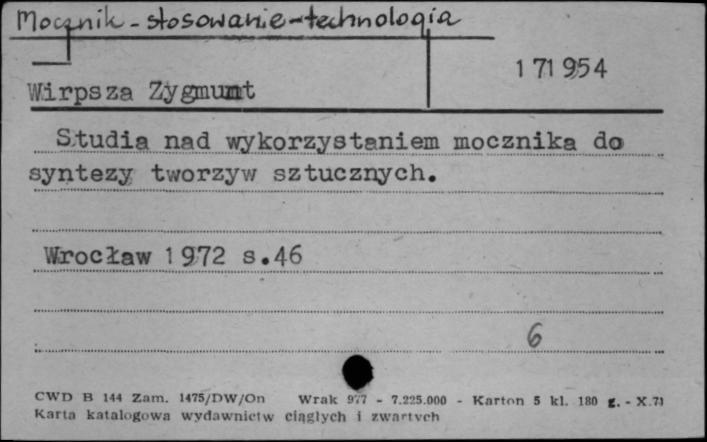 Mocznik - stosowanie - technologia
171954
Wirpsza Zygmunt
Studia nad wykorzystaniem mocznika do
syntezy tworzyw sztucznych.
Wrocław 1972 s.46
6
CWD B 144 Zam. 1475/DW/On Wrak 977 - 7.225.000 - Karton 5 kl. 180 g. - X.71
Karta katalogowa wydawnictw ciągłych i zwartych